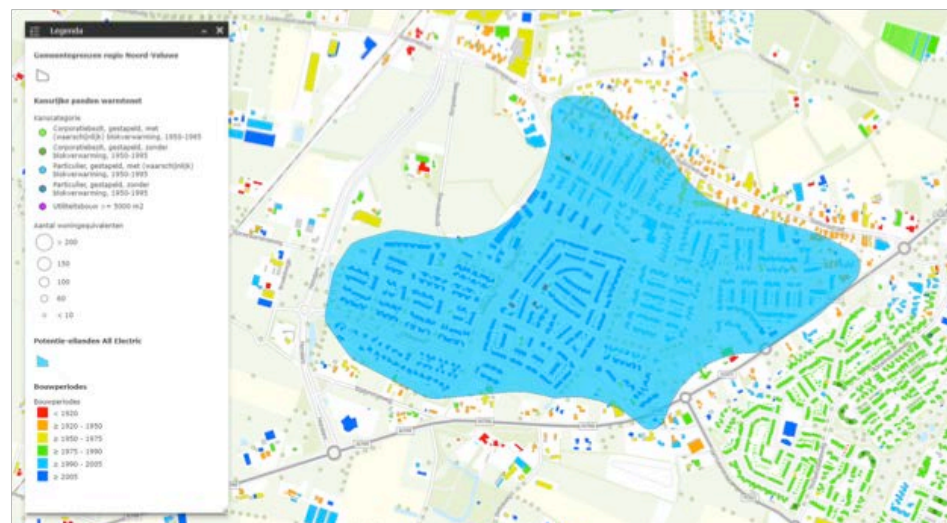 Legenda
Gemeentegrenzen regio Noord-Veluwe
Kansrijke panden warmtenet
Kanscategorie
Corporatiebezit, gestapeld, met
(waarschijnlijk) blokverwarming, 1950-1995
Corporatiebezit, gestapeld, zonder
blokverwarming, 1950-1995
Particulier, gestapeld, met (waarschijnlijk)
blokverwarming, 1950-1995
Particulier, gestapeld, zonder
blokverwarming, 1950-1995
Utiliteitsbouw >= 5000 m2
Aantal woningequivalenten
> 200
150
100
60
< 10
Potentie-eilanden All Electric
Bouwperiodes
Bouwperiodes
< 1920
≥ 1920 - 1950
≥ 1950 - 1975
≥ 1975 - 1990
≥ 1990 - 2005
≥ 2005